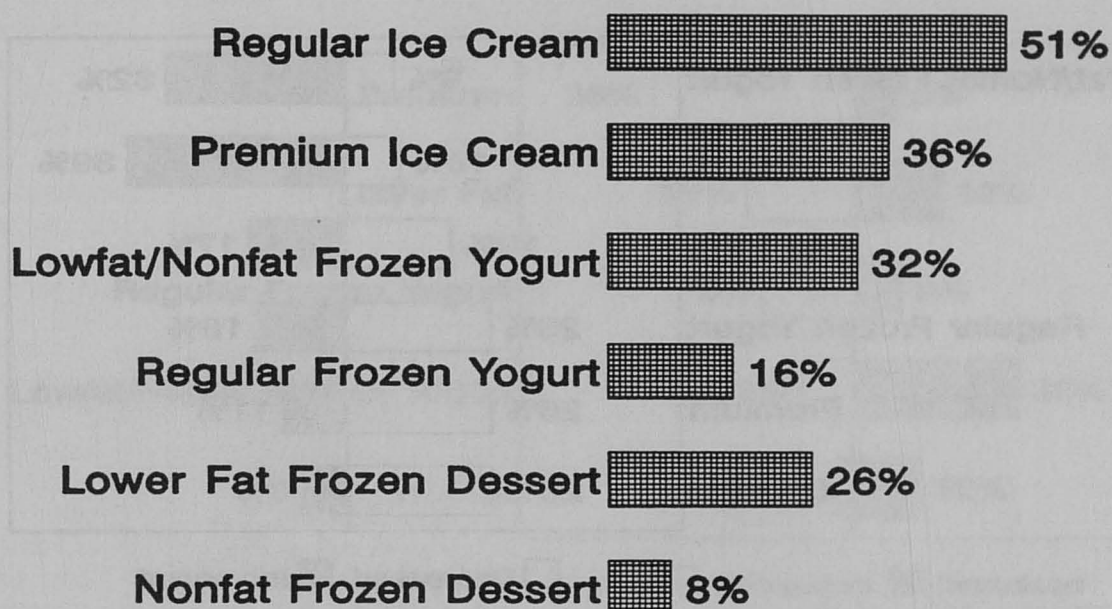 Regular Ice Cream 51%
Premium Ice Cream 36%
Lowfat/Nonfat Frozen Yogurt 32%
Regular Frozen Yogurt 16%
Lower Fat Frozen Dessert 26%
Nonfat Frozen Dessert 8%